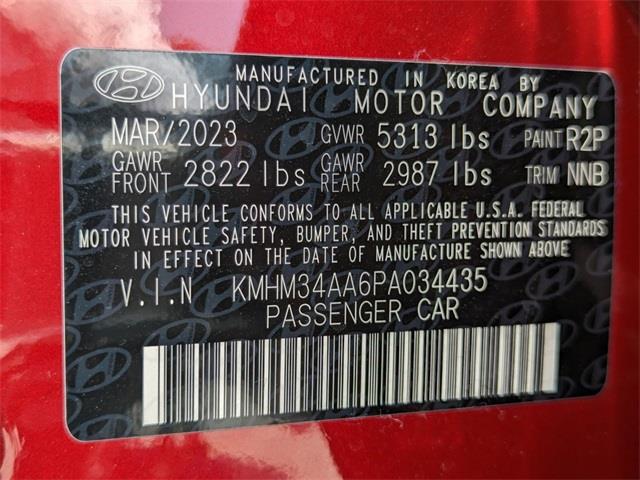 MANUFACTURED IN KOREA BY
HYUNDAI MOTOR COMPANY
MAR/2023 GVWR 5313 lbs PAINT R2P
GAWR FRONT 2822 lbs GAWR REAR 2987 lbs TRIM NNB
THIS VEHICLE CONFORMS TO ALL APPLICABLE U.S.A. FEDERAL
MOTOR VEHICLE SAFETY, BUMPER, AND THEFT PREVENTION STANDARDS
IN EFFECT ON THE DATE OF MANUFACTURE SHOWN ABOVE
V.I.N KMHM34AA6PA034435
PASSENGER CAR